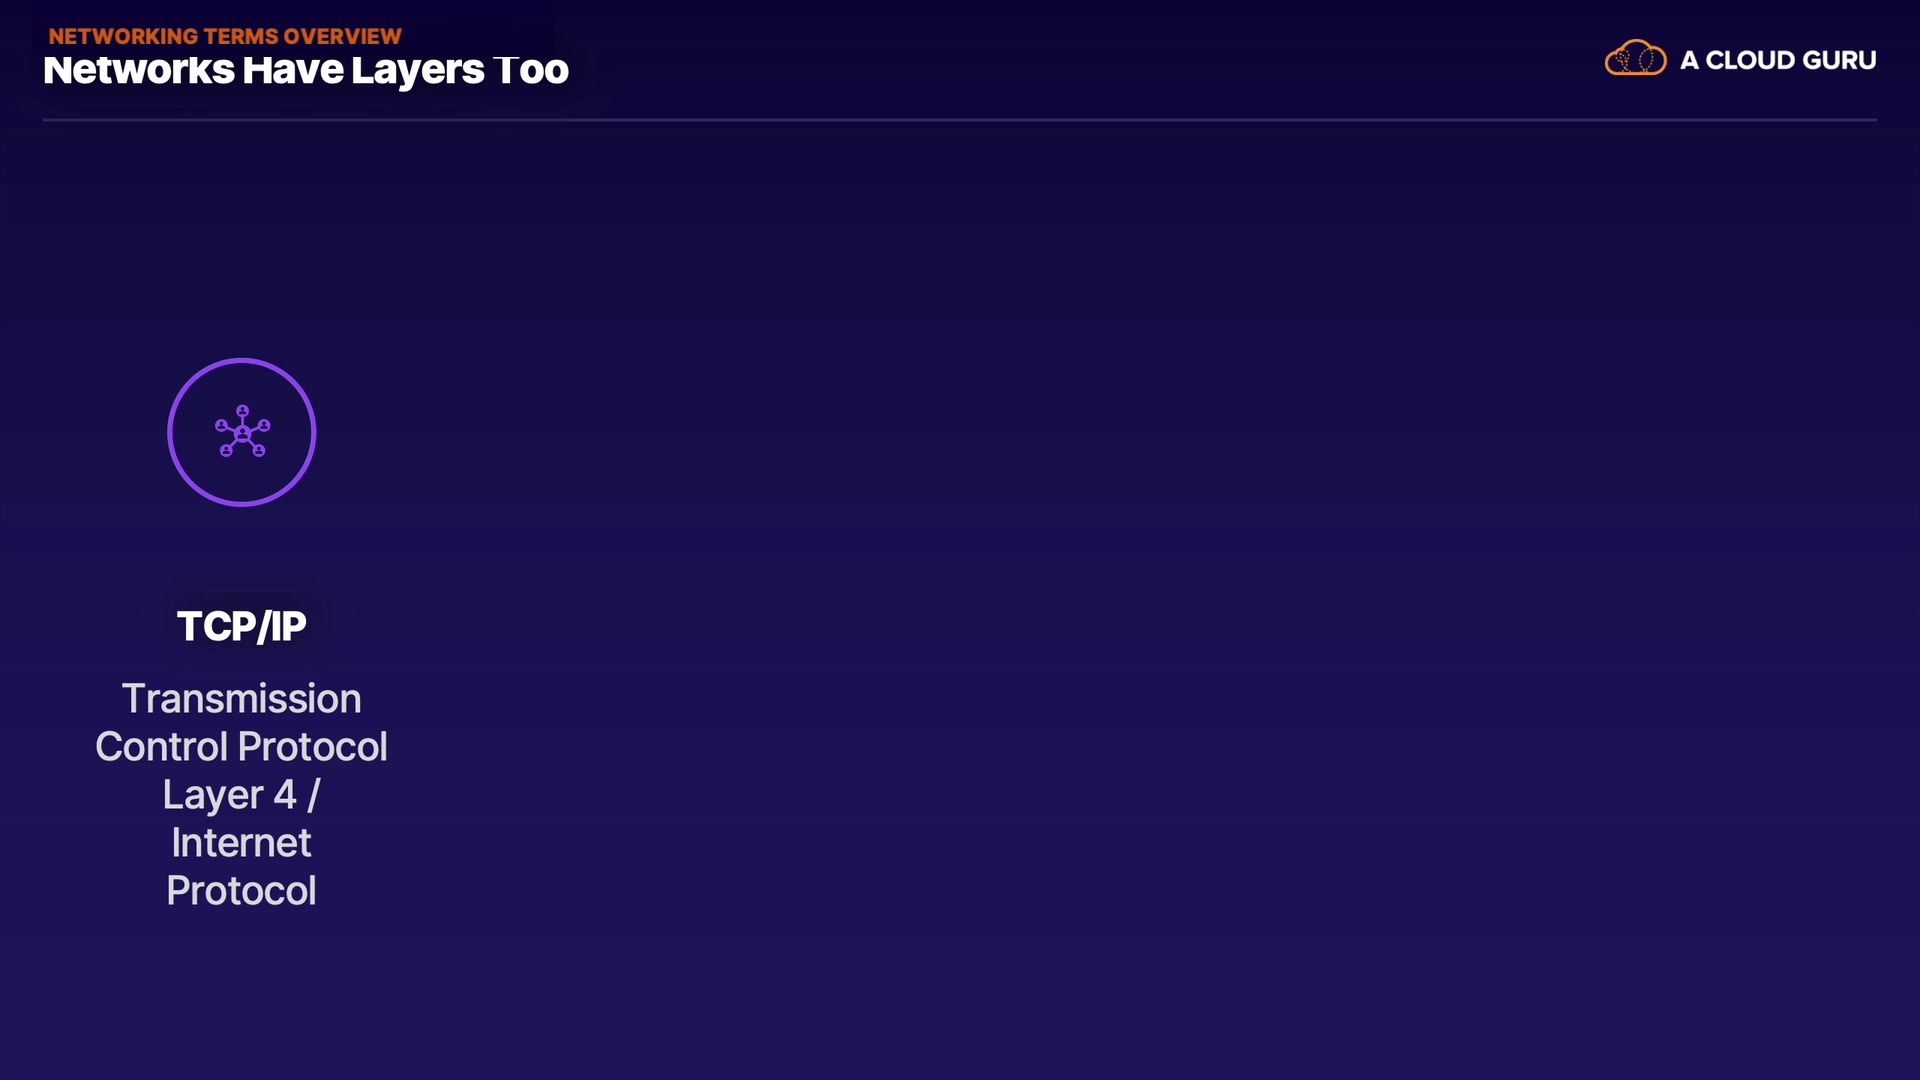 NETWORKING TERMS OVERVIEW
Networks Have Layers Too
A CLOUD GURU
TCP/IP
Transmission
Control Protocol
Layer 4 /
Internet
Protocol